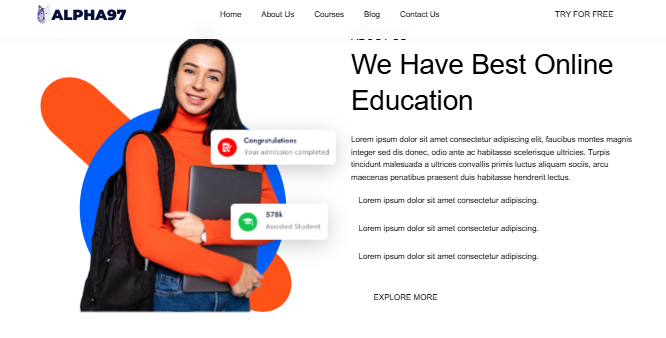 ALPHA97
Home
About Us
Courses
Blog
Contact Us
TRY FOR FREE
We Have Best Online
Education
Congratulations
Your admission completed
578k
Assisted Student
Lorem ipsum dolor sit amet consectetur adipiscing elit, faucibus montes magnis
integer sed dis donec, odio ante ac habitasse scelerisque ultricies. Turpis
tincidunt malesuada a ultrices convallis primis luctus aliquam sociis, arcu
maecenas penatibus praesent duis habitasse hendrerit lectus.
Lorem ipsum dolor sit amet consectetur adipiscing.
Lorem ipsum dolor sit amet consectetur adipiscing.
Lorem ipsum dolor sit amet consectetur adipiscing.
EXPLORE MORE